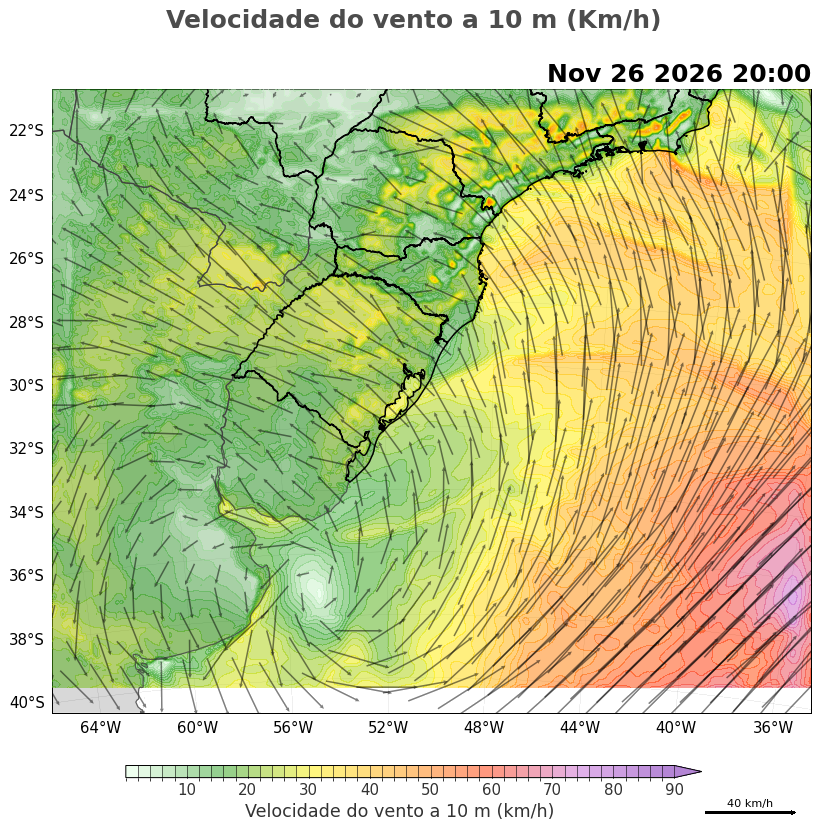 Velocidade do vento a 10 m (Km/h)
Nov 26 2026 20:00
22°S
24°S
26°S
28°S
30°S
32°S
34°S
36°S
38°S
40°S
64°W 60°W 56°W 52°W 48°W 44°W 40°W 36°W
10 20 30 40 50 60 70 80 90
Velocidade do vento a 10 m (km/h)
40 km/h